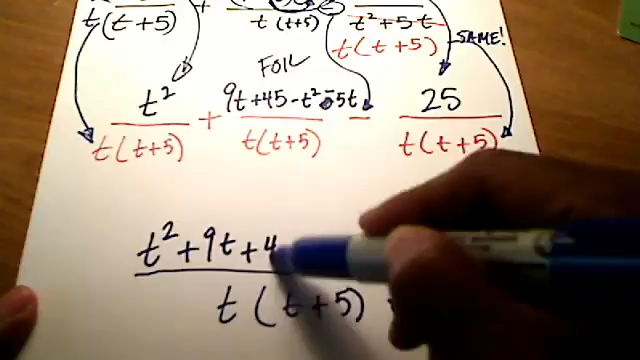 t(t+5) + t(t+5) t²+5t
t(t+5) SAME!
FOIL
t² + 9t+45-t²-5t - 25
t(t+5) t(t+5) t(t+5)
t²+9t+4
t(t+5)